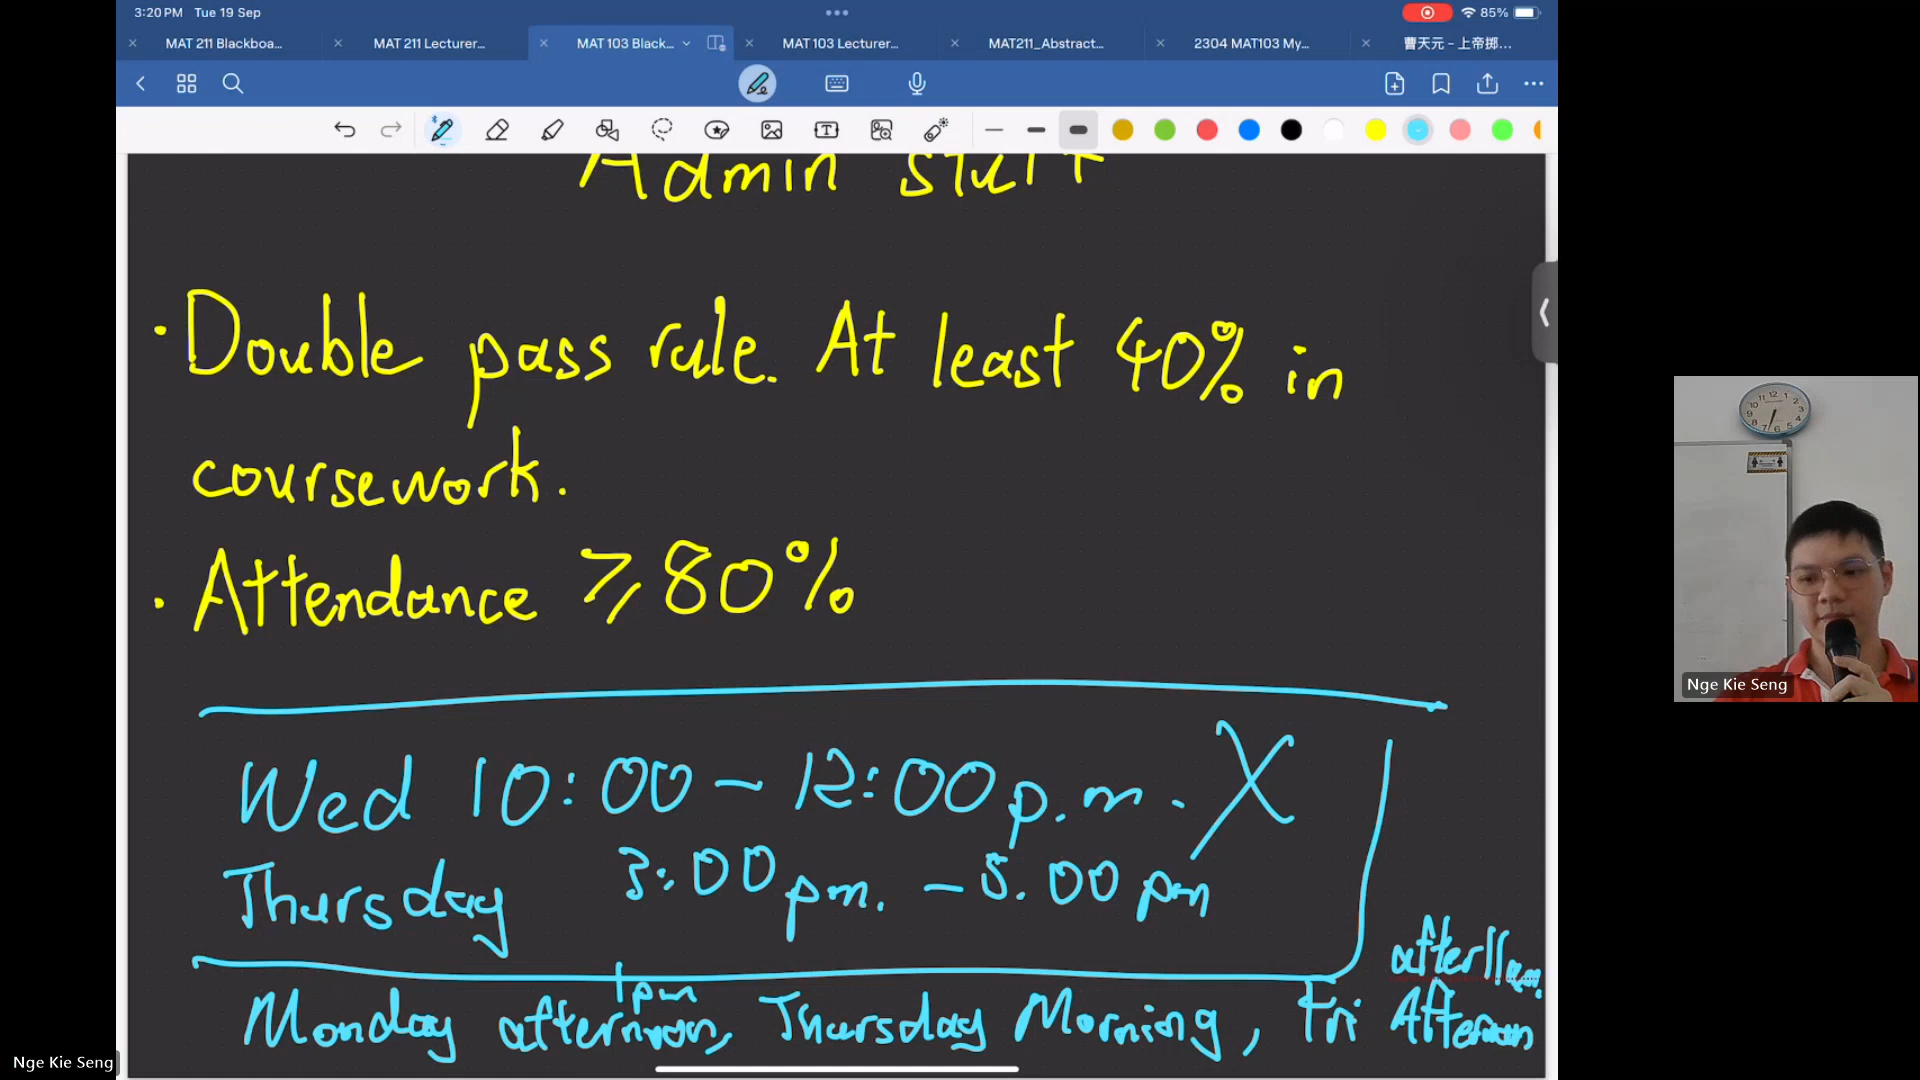 3:20 PM Tue 19 Sep
85%
MAT 211 Blackboa...
MAT 211 Lecturer...
MAT 103 Black...
MAT 103 Lecturer...
MAT211_Abstract...
2304 MAT103 My...
曹天元 - 上帝掷...
Admin stuff
· Double pass rule. At least 40% in
coursework.
· Attendance ⩾80%
Wed 10:00 – 12:00 p.m. X
Thursday 3:00 pm. – 5.00 pm
after 11am.
1pm
Monday afternoon, Thursday Morning, Fri Afternoon
Nge Kie Seng
Nge Kie Seng